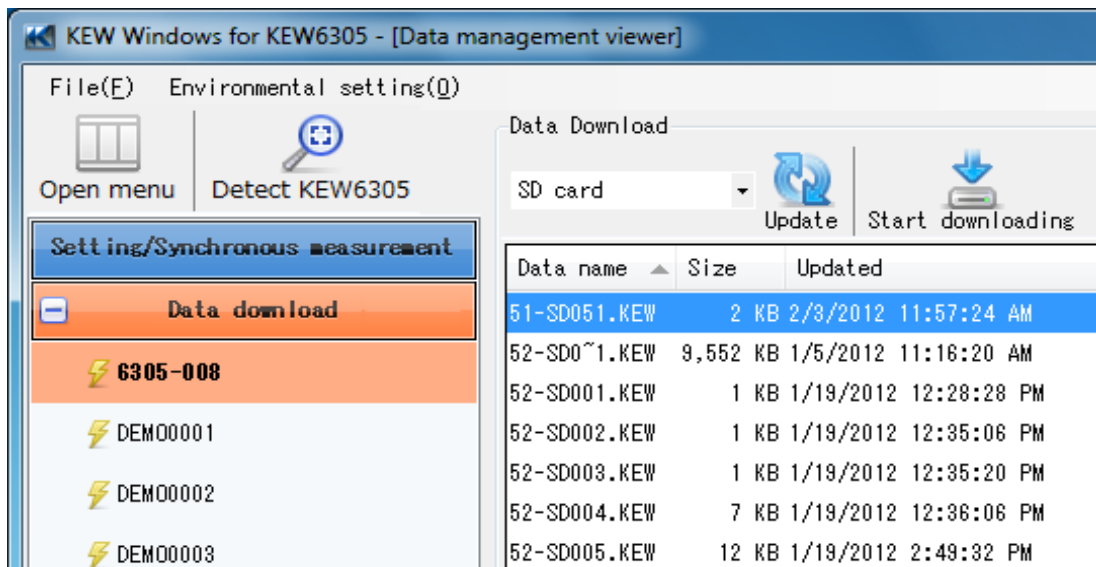 KEW Windows for KEW6305 - [Data management viewer]
File(F) Environmental setting(O)
Open menu
Detect KEW6305
Setting/Synchronous measurement
Data download
6305-008
DEMO0001
DEMO0002
DEMO0003
Data Download
SD card
Update
Start downloading
Data name Size Updated
51-SD051.KEW 2 KB 2/3/2012 11:57:24 AM
52-SD0~1.KEW 9,552 KB 1/5/2012 11:16:20 AM
52-SD001.KEW 1 KB 1/19/2012 12:28:28 PM
52-SD002.KEW 1 KB 1/19/2012 12:35:06 PM
52-SD003.KEW 1 KB 1/19/2012 12:35:20 PM
52-SD004.KEW 7 KB 1/19/2012 12:36:06 PM
52-SD005.KEW 12 KB 1/19/2012 2:49:32 PM